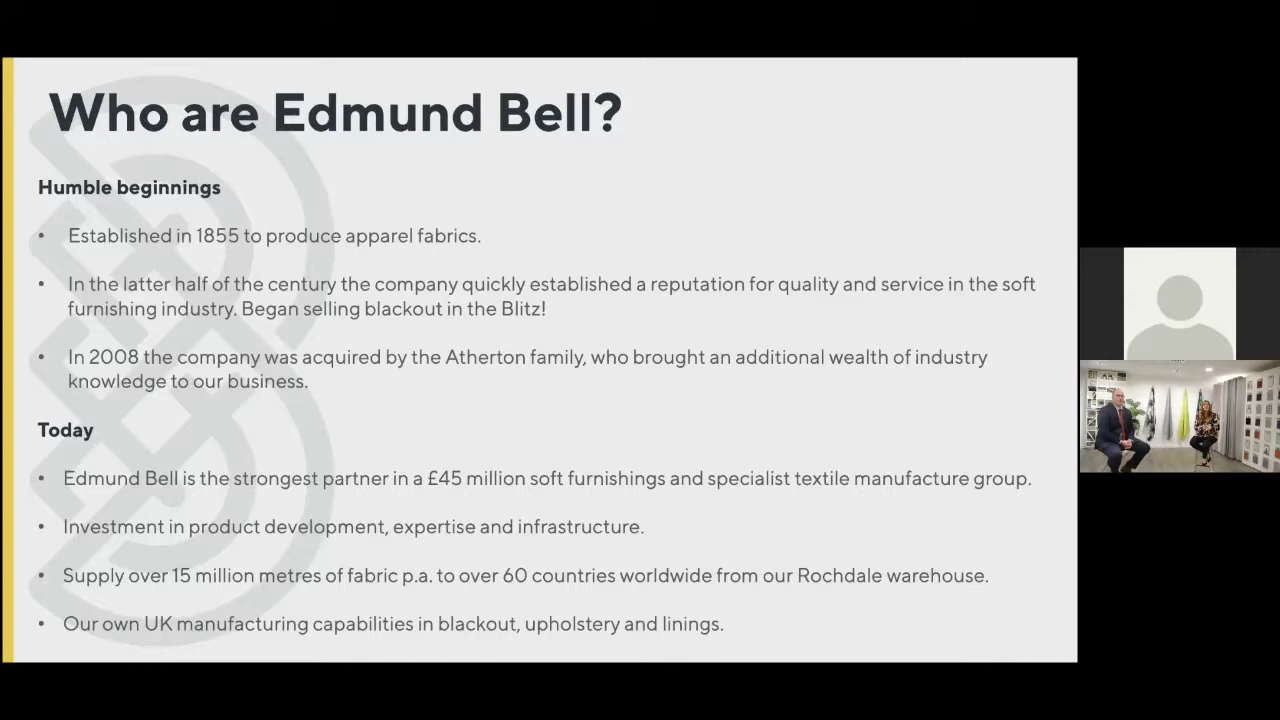 Who are Edmund Bell?
Humble beginnings
• Established in 1855 to produce apparel fabrics.
• In the latter half of the century the company quickly established a reputation for quality and service in the soft
furnishing industry. Began selling blackout in the Blitz!
• In 2008 the company was acquired by the Atherton family, who brought an additional wealth of industry
knowledge to our business.
Today
• Edmund Bell is the strongest partner in a £45 million soft furnishings and specialist textile manufacture group.
• Investment in product development, expertise and infrastructure.
• Supply over 15 million metres of fabric p.a. to over 60 countries worldwide from our Rochdale warehouse.
• Our own UK manufacturing capabilities in blackout, upholstery and linings.